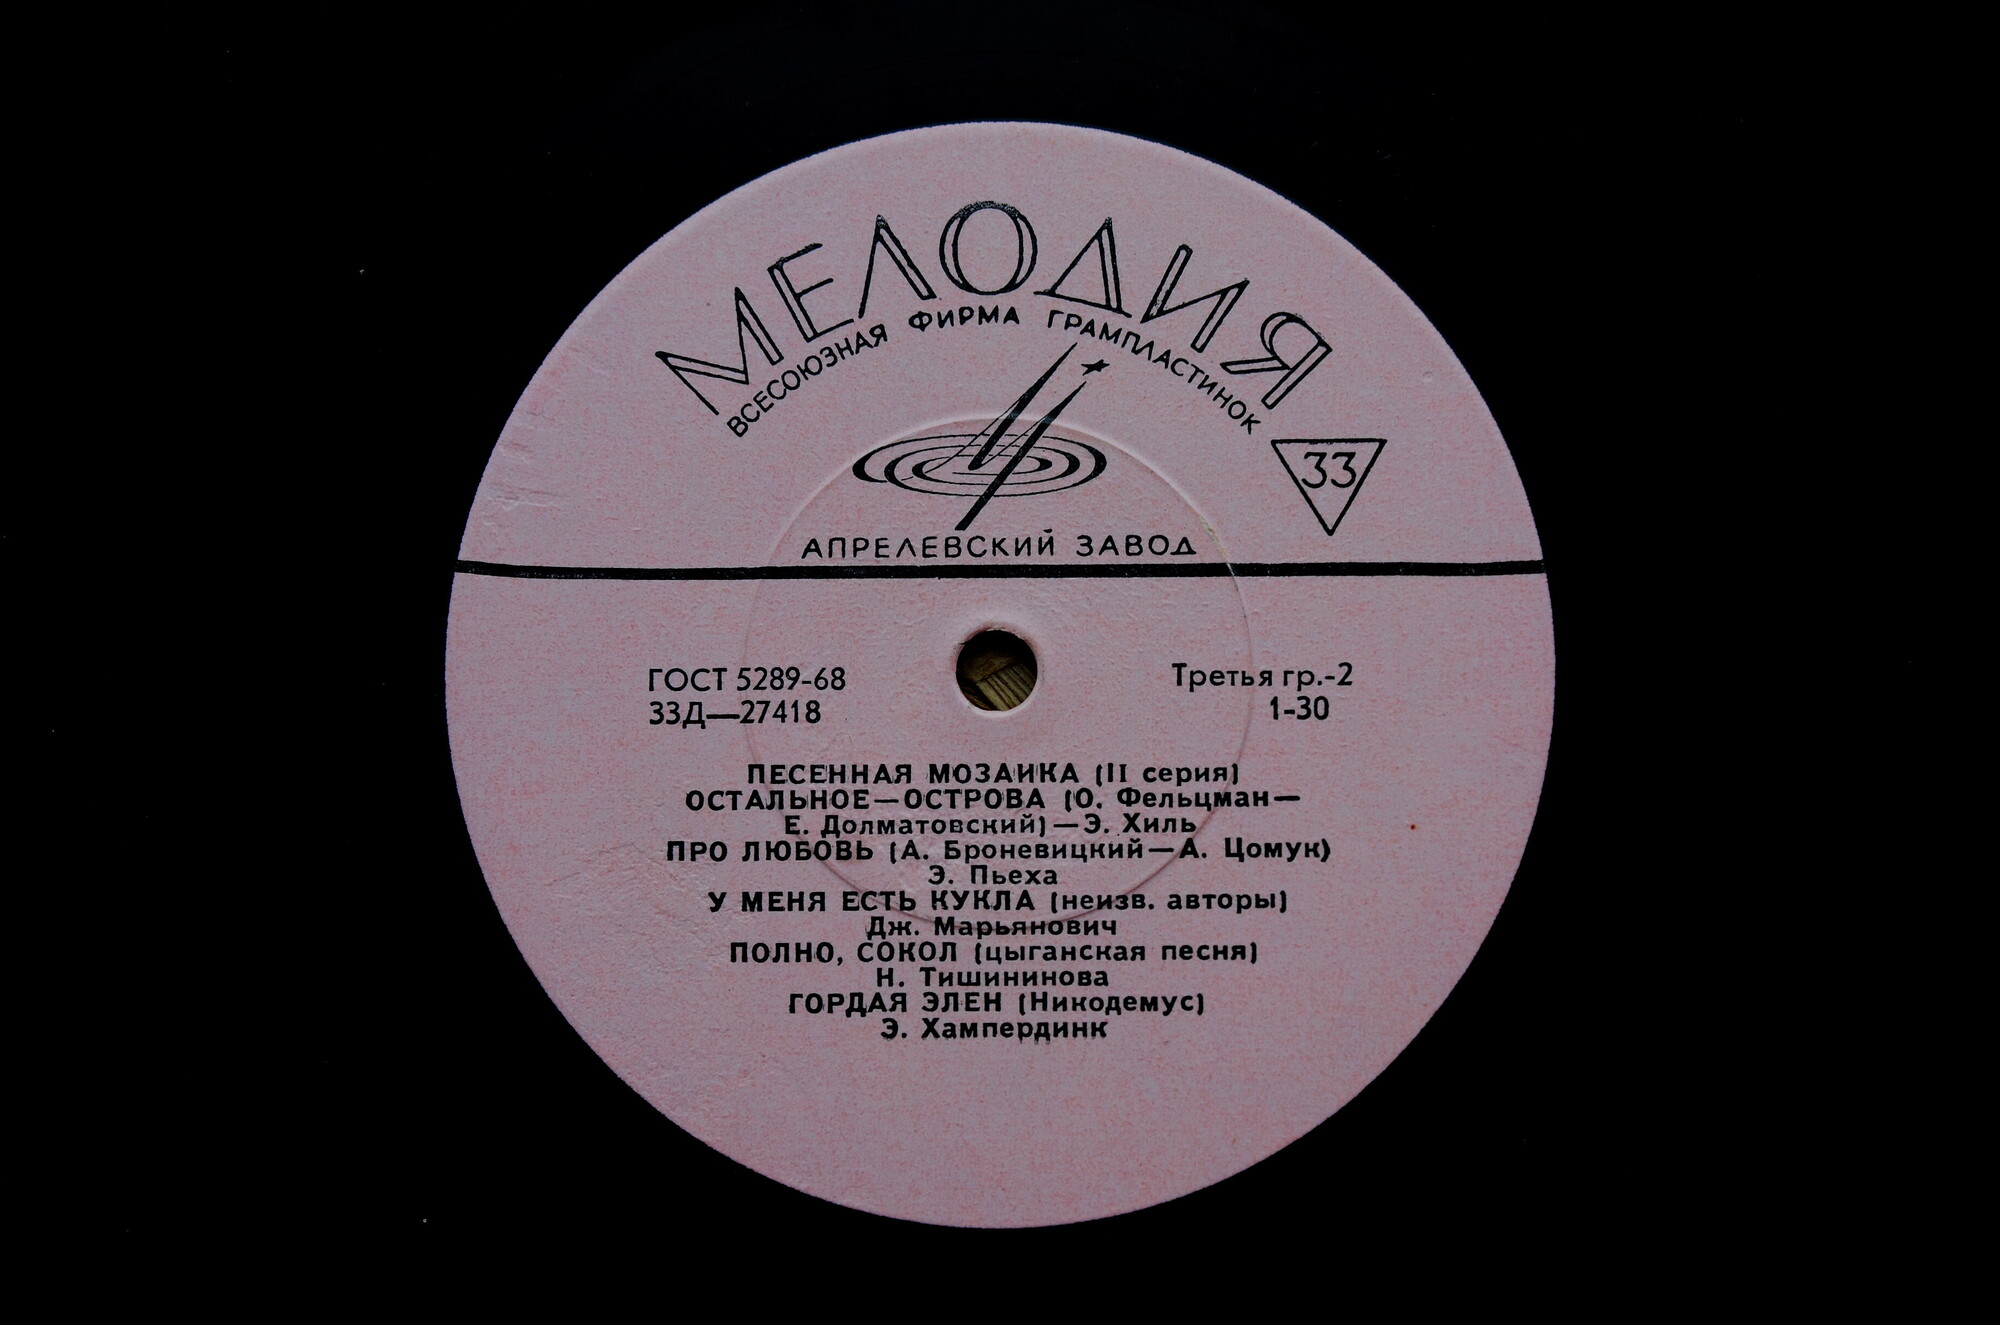 МЕЛОДИЯ
ВСЕСОЮЗНАЯ ФИРМА ГРАМПЛАСТИНОК
33
АПРЕЛЕВСКИЙ ЗАВОД
ГОСТ 5289-68
33Д—27418
Третья гр.-2
1-30
ПЕСЕННАЯ МОЗАИКА (II серия)
ОСТАЛЬНОЕ—ОСТРОВА (О. Фельцман—
Е. Долматовский)—Э. Хиль
ПРО ЛЮБОВЬ (А. Броневицкий—А. Цомук)
Э. Пьеха
У МЕНЯ ЕСТЬ КУКЛА (неизв. авторы)
Дж. Марьянович
ПОЛНО, СОКОЛ (цыганская песня)
Н. Тишининова
ГОРДАЯ ЭЛЕН (Никодемус)
Э. Хампердинк